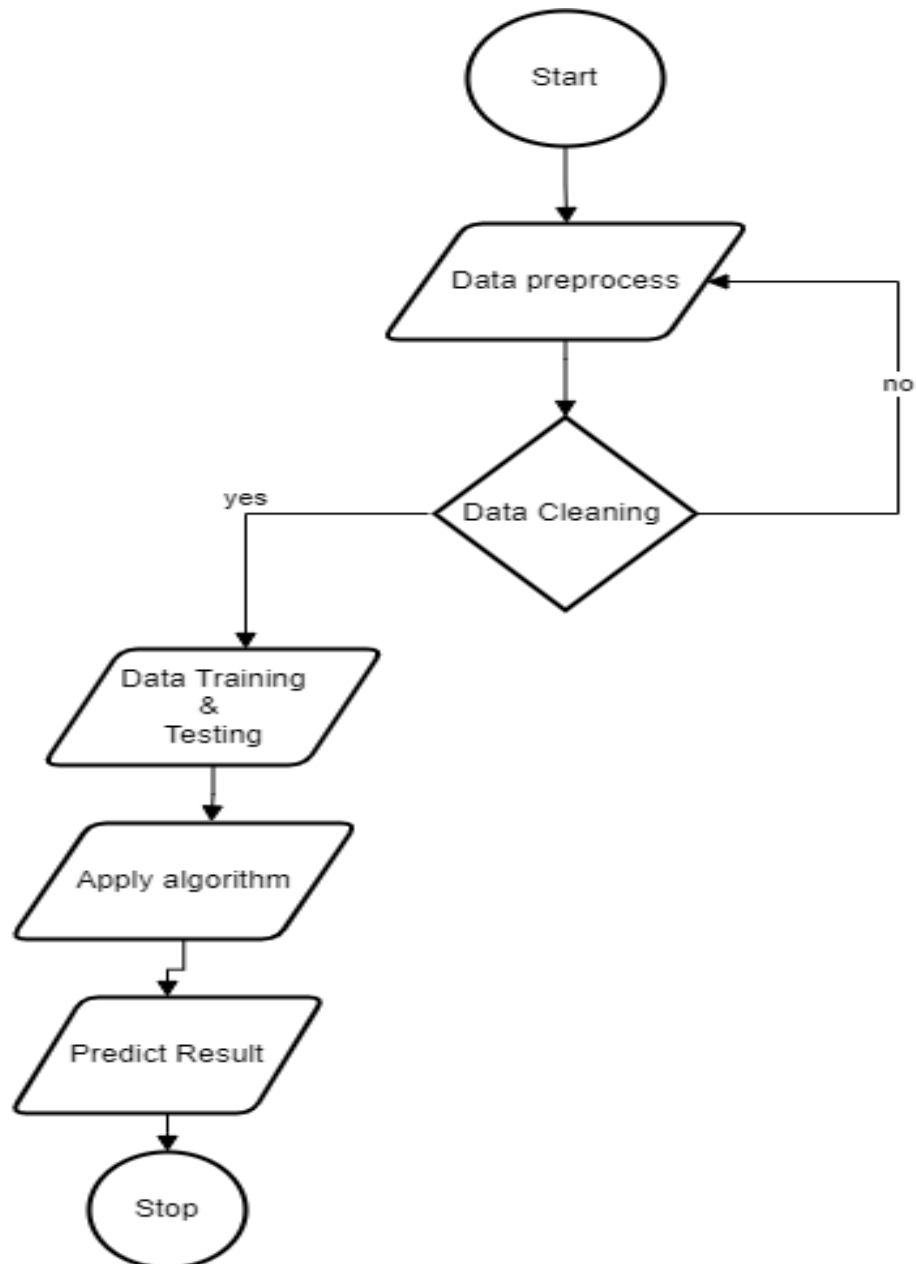 Start
Data preprocess
no
Data Cleaning
yes
Data Training
&
Testing
Apply algorithm
Predict Result
Stop